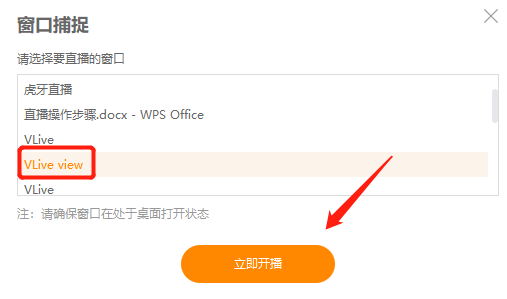 窗口捕捉
请选择要直播的窗口
虎牙直播
直播操作步骤.docx - WPS Office
VLive
VLive view
VLive
注：请确保窗口在处于桌面打开状态
立即开播